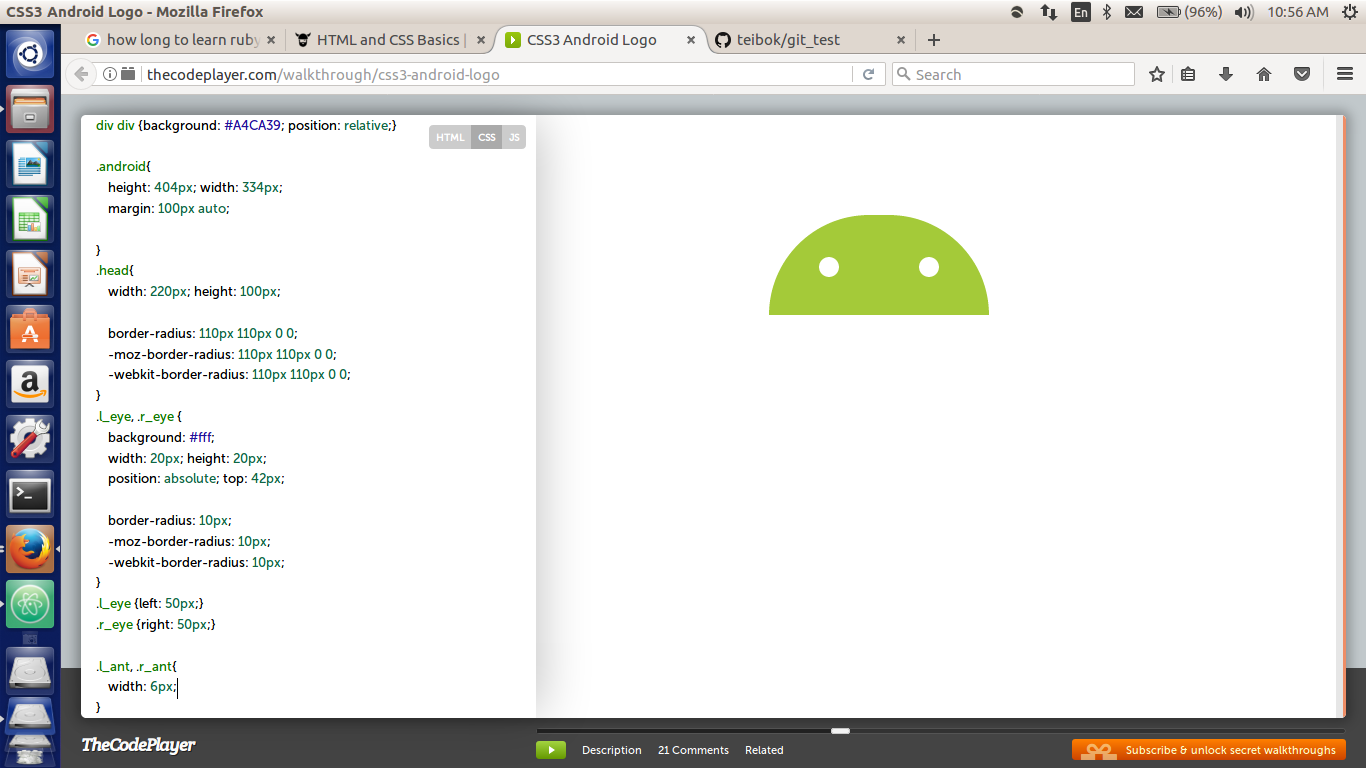 CSS3 Android Logo - Mozilla Firefox
En
(96%)
10:56 AM
how long to learn ruby
HTML and CSS Basics |
CSS3 Android Logo
teibok/git_test
thecodeplayer.com/walkthrough/css3-android-logo
Search
div div {background: #A4CA39; position: relative;}
HTML CSS JS
.android{
height: 404px; width: 334px;
margin: 100px auto;
}
.head{
width: 220px; height: 100px;
border-radius: 110px 110px 0 0;
-moz-border-radius: 110px 110px 0 0;
-webkit-border-radius: 110px 110px 0 0;
}
.l_eye, .r_eye {
background: #fff;
width: 20px; height: 20px;
position: absolute; top: 42px;
border-radius: 10px;
-moz-border-radius: 10px;
-webkit-border-radius: 10px;
}
.l_eye {left: 50px;}
.r_eye {right: 50px;}
.l_ant, .r_ant{
width: 6px;
}
TheCodePlayer
Description
21 Comments
Related
Subscribe & unlock secret walkthroughs